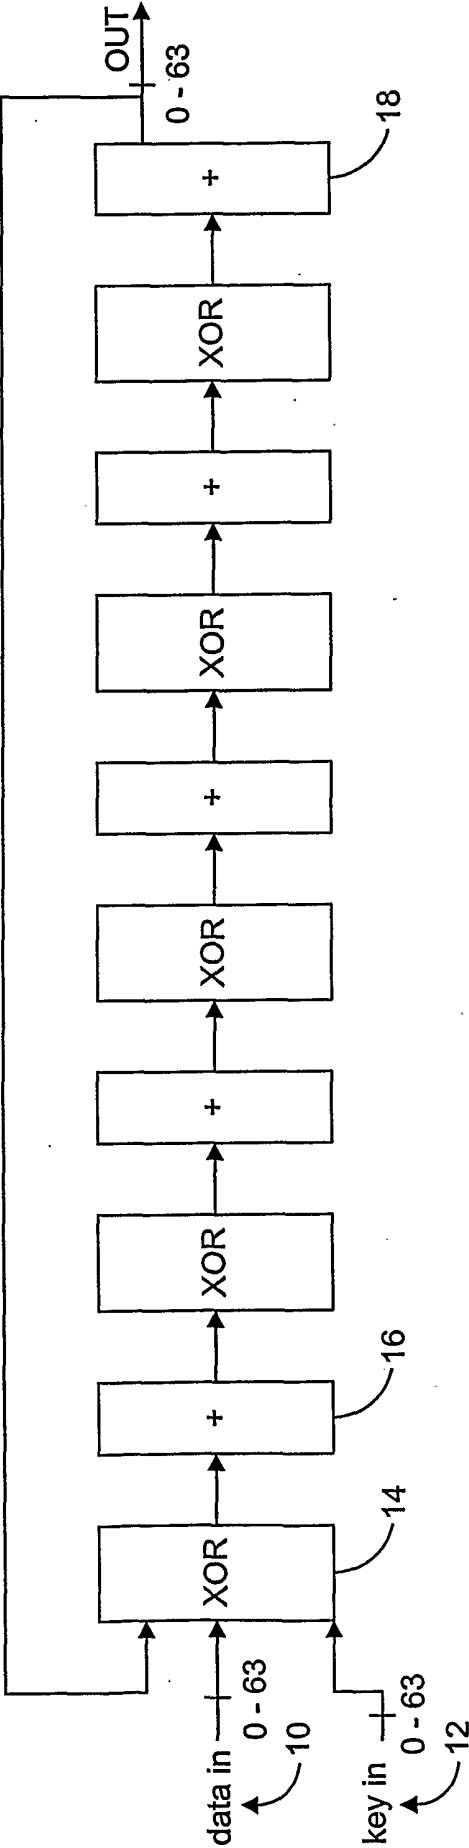 data in
0 - 63
10
key in
0 - 63
12
XOR
14
+
16
XOR
+
XOR
+
XOR
+
XOR
+
18
0 - 63
OUT